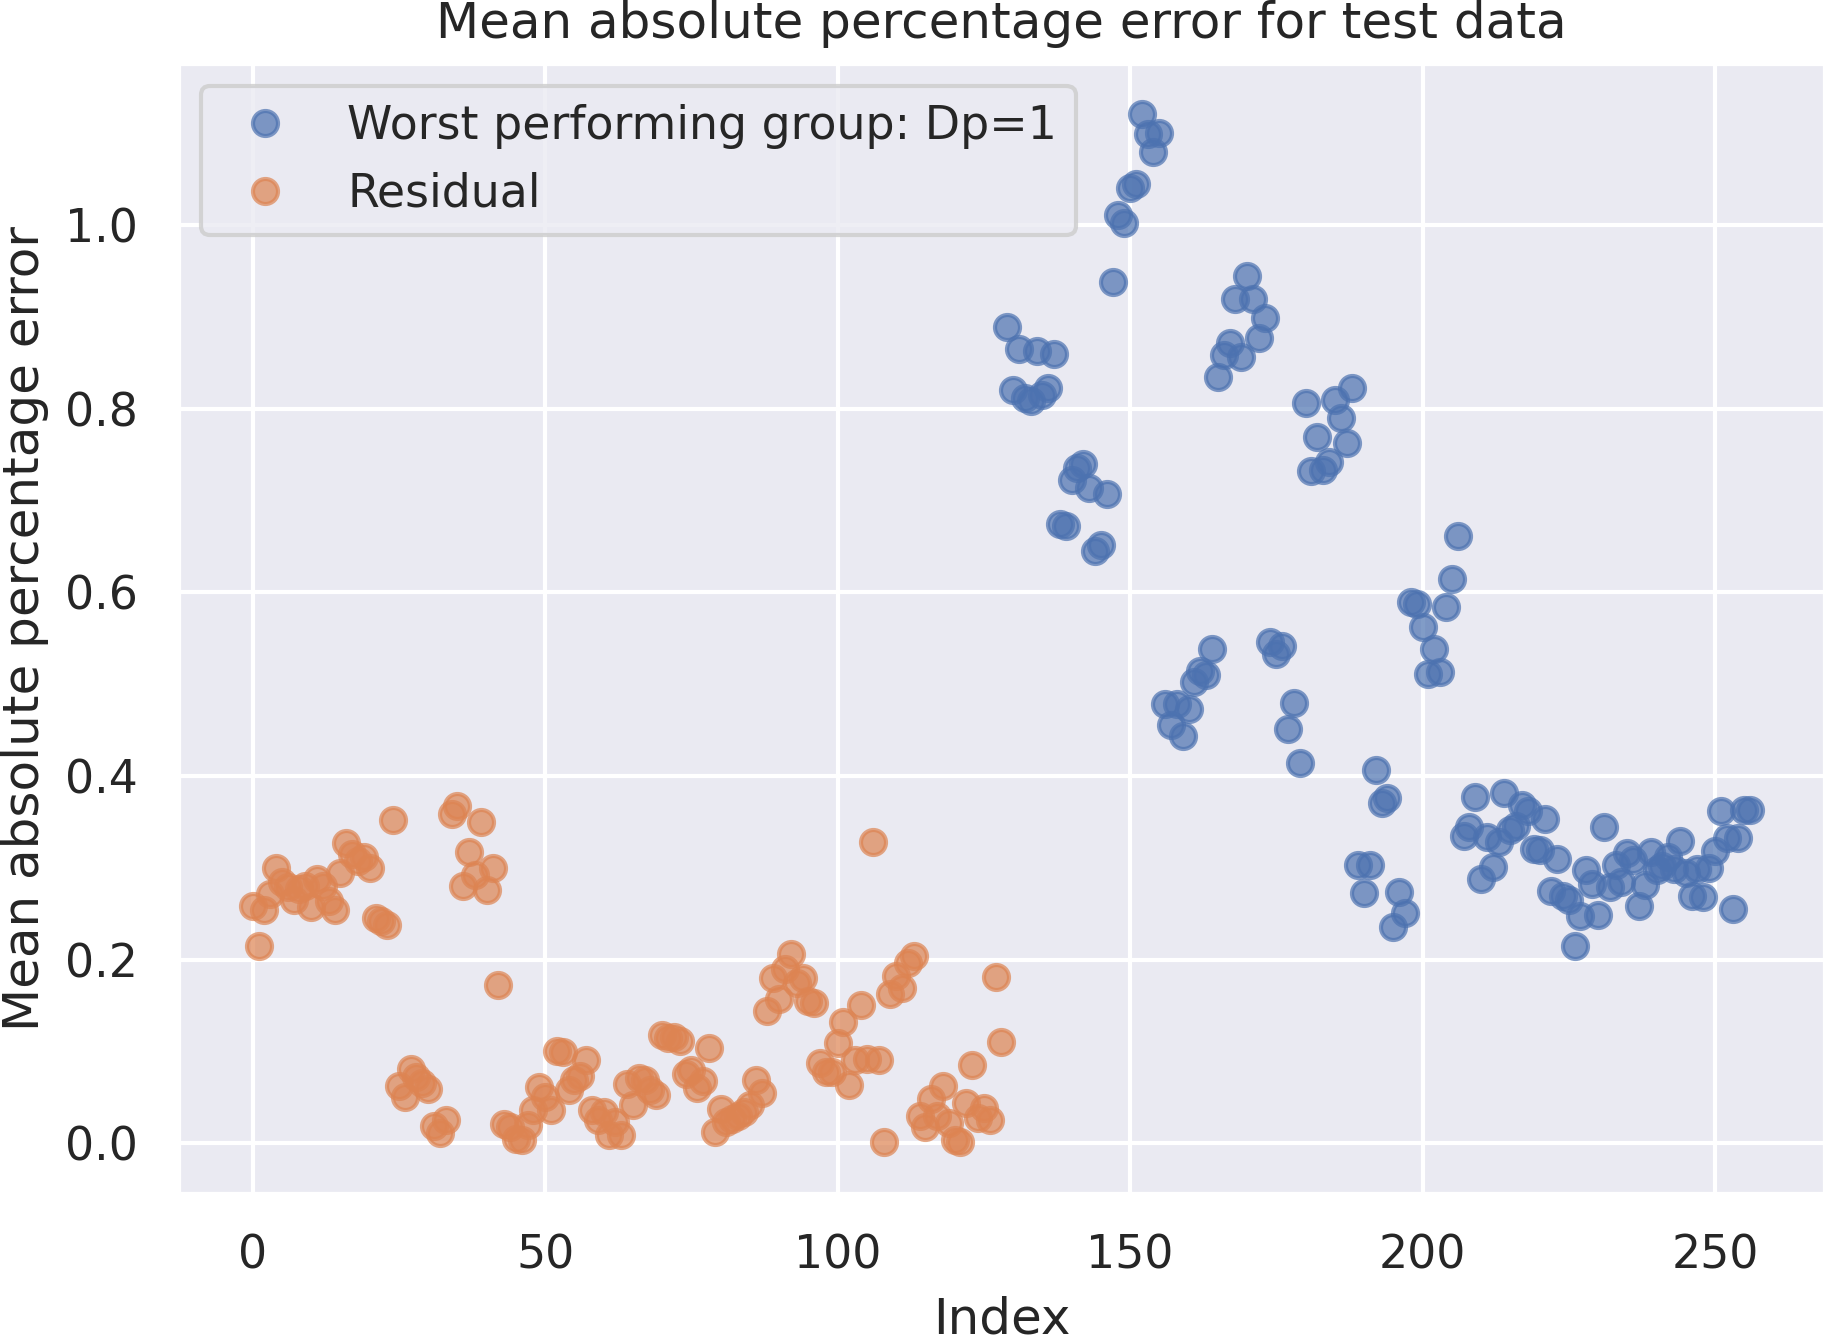 Mean absolute percentage error for test data
Worst performing group: Dp=1
Residual
Mean absolute percentage error
1.0
0.8
0.6
0.4
0.2
0.0
0 50 100 150 200 250
Index